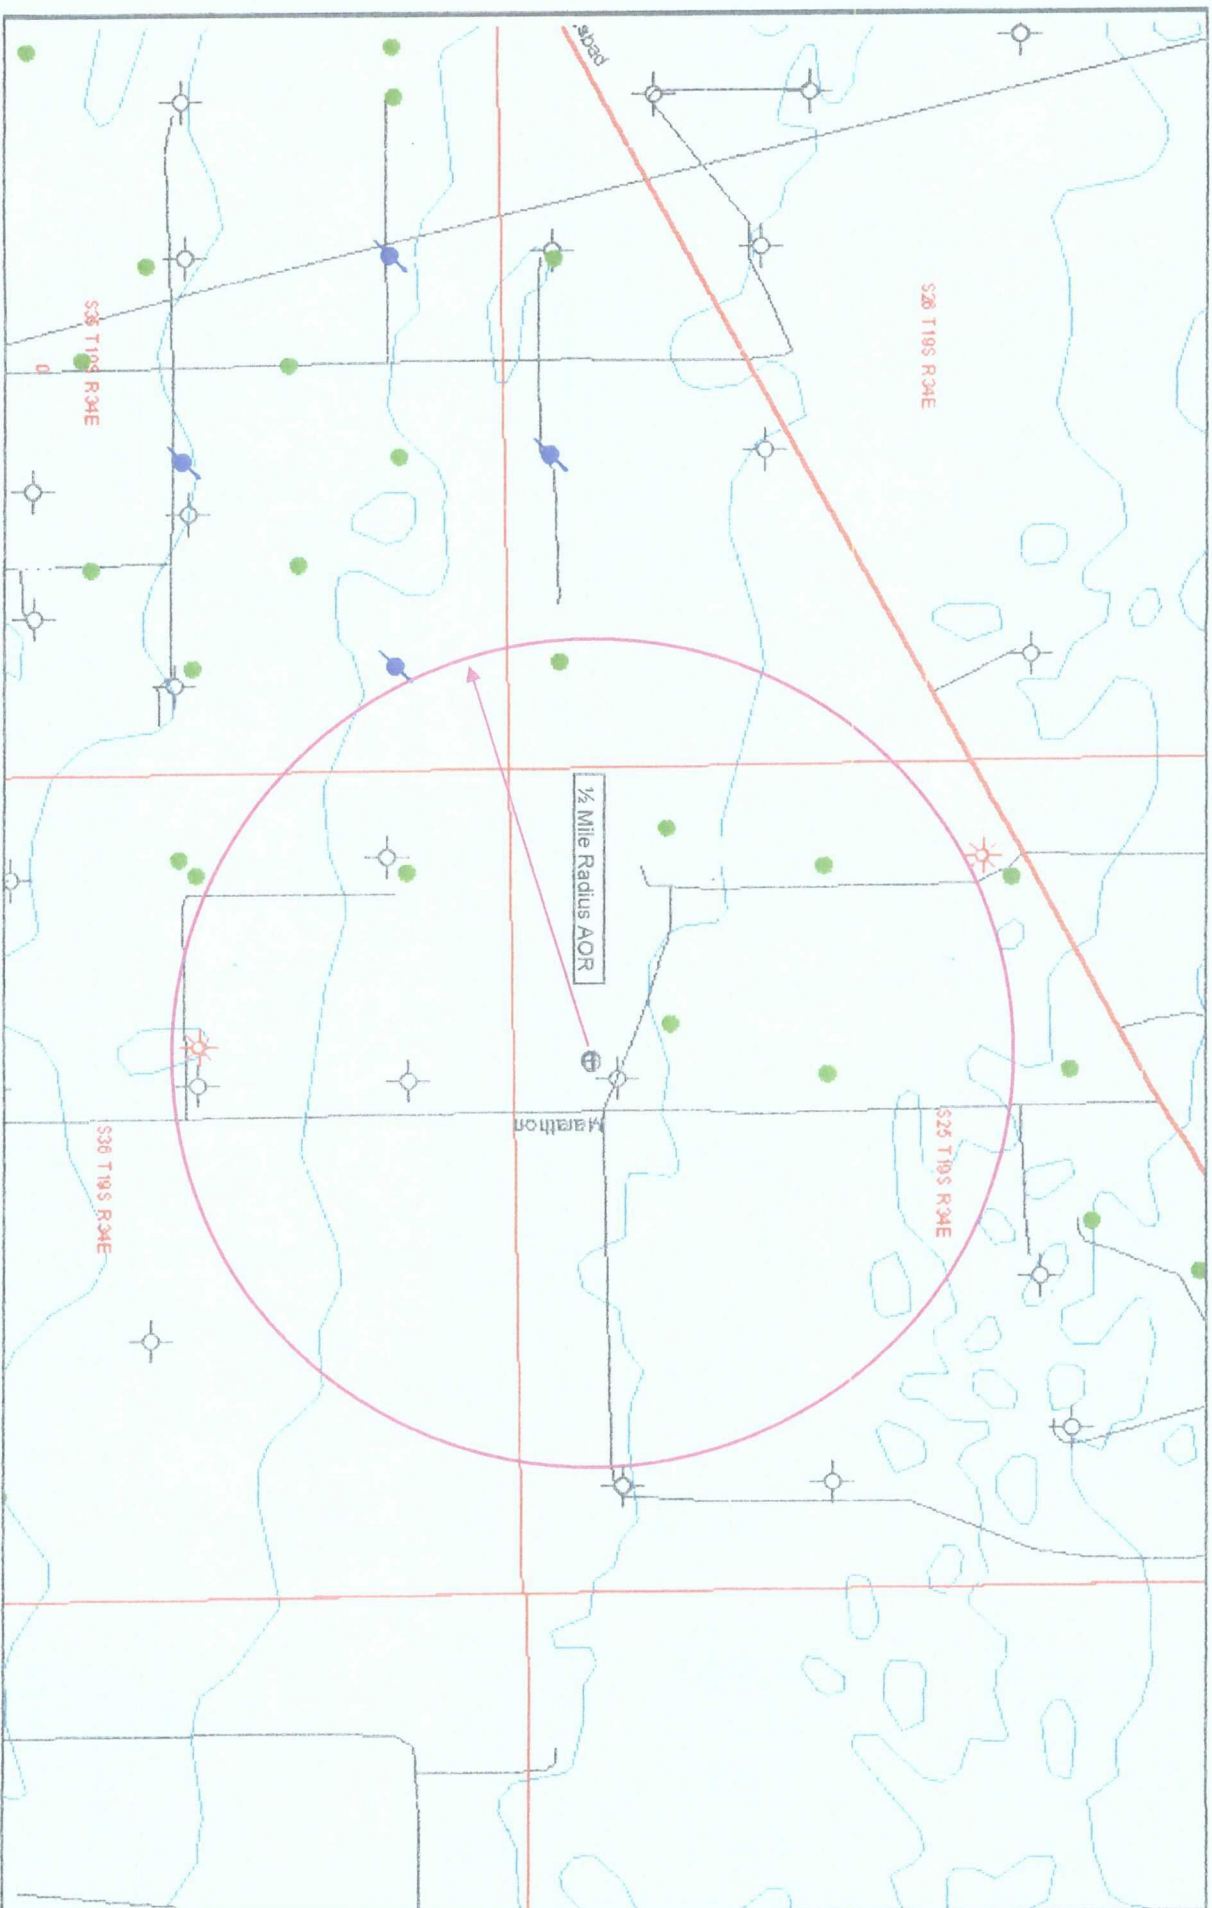 S26 T19S R34E
S35 T19S R34E
½ Mile Radius AOR
Marathon
S25 T19S R34E
S36 T19S R34E